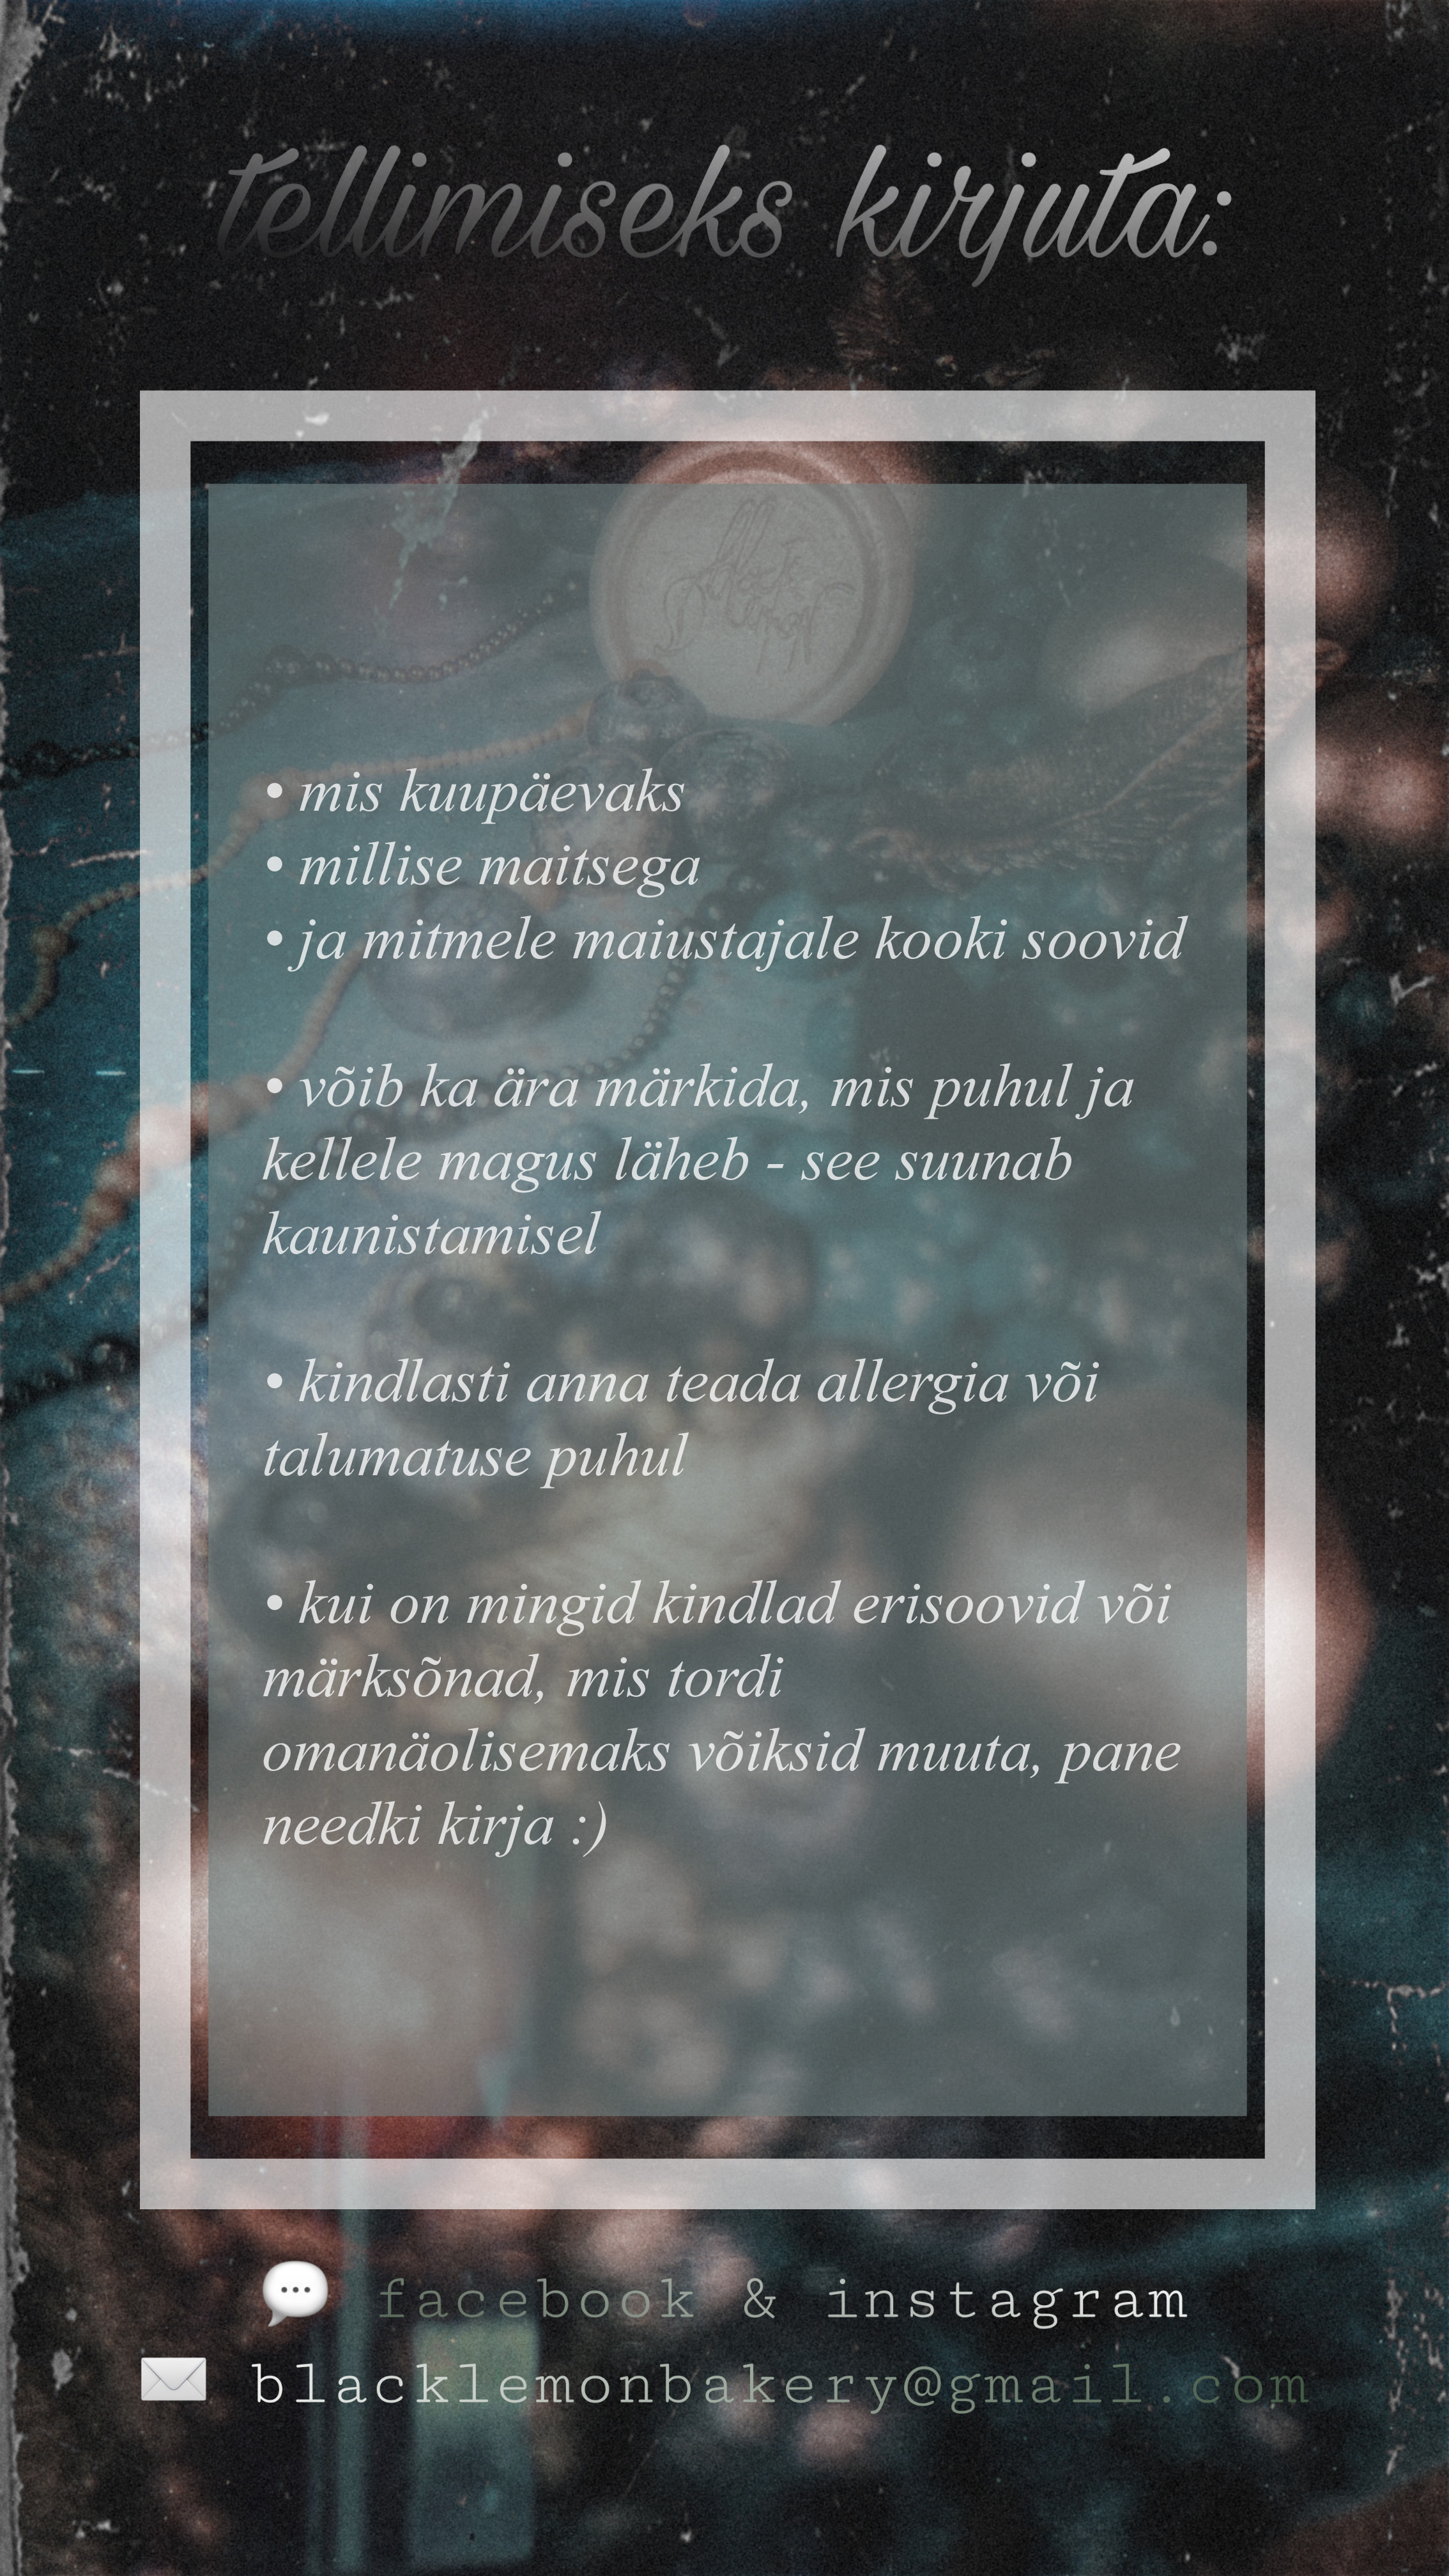 tellimiseks kirjuta:
• mis kuupäevaks
• millise maitsega
• ja mitmele maiustajale kooki soovid
• võib ka ära märkida, mis puhul ja
kellele magus läheb - see suunab
kaunistamisel
• kindlasti anna teada allergia või
talumatuse puhul
• kui on mingid kindlad erisoovid või
märksõnad, mis tordi
omanäolisemaks võiksid muuta, pane
needki kirja :)
💬 facebook & instagram
✉️ blacklemonbakery@gmail.com